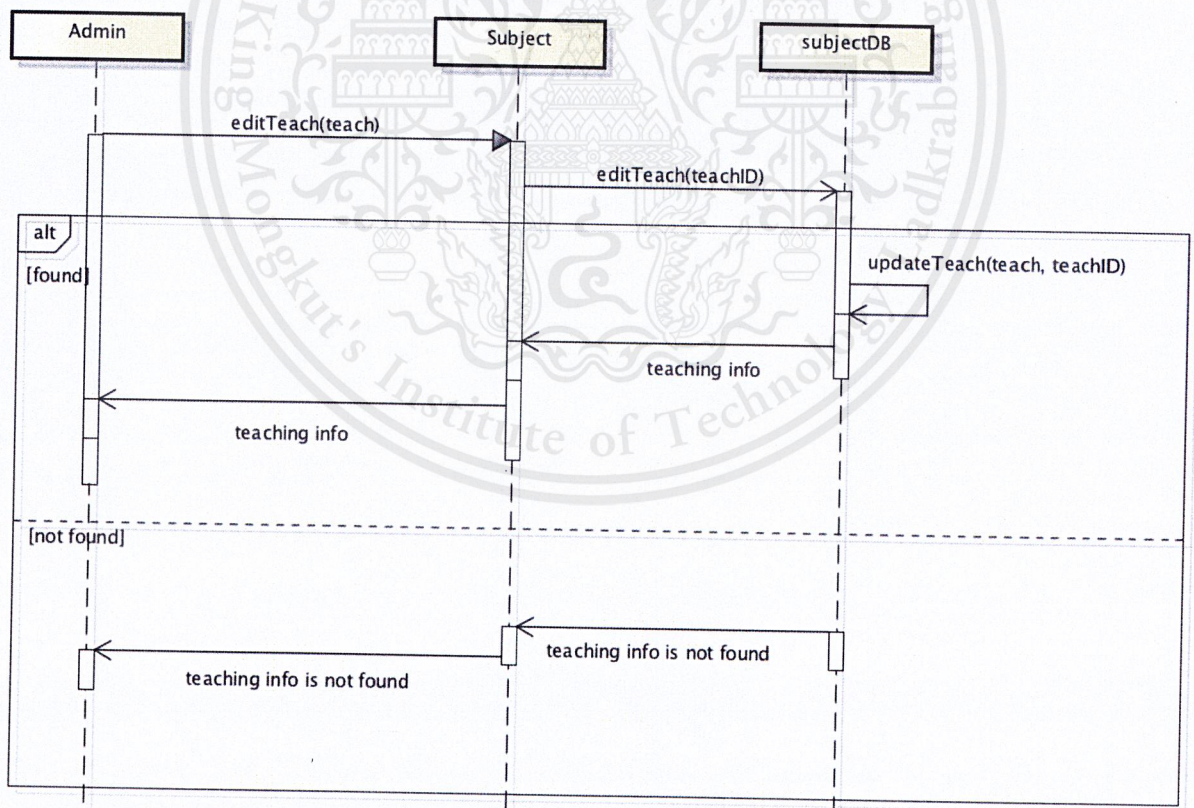 Admin
Subject
subjectDB
editTeach(teach)
editTeach(teachID)
alt
[found]
updateTeach(teach, teachID)
teaching info
teaching info
[not found]
teaching info is not found
teaching info is not found
King Mongkut's Institute of Technology Ladkrabang